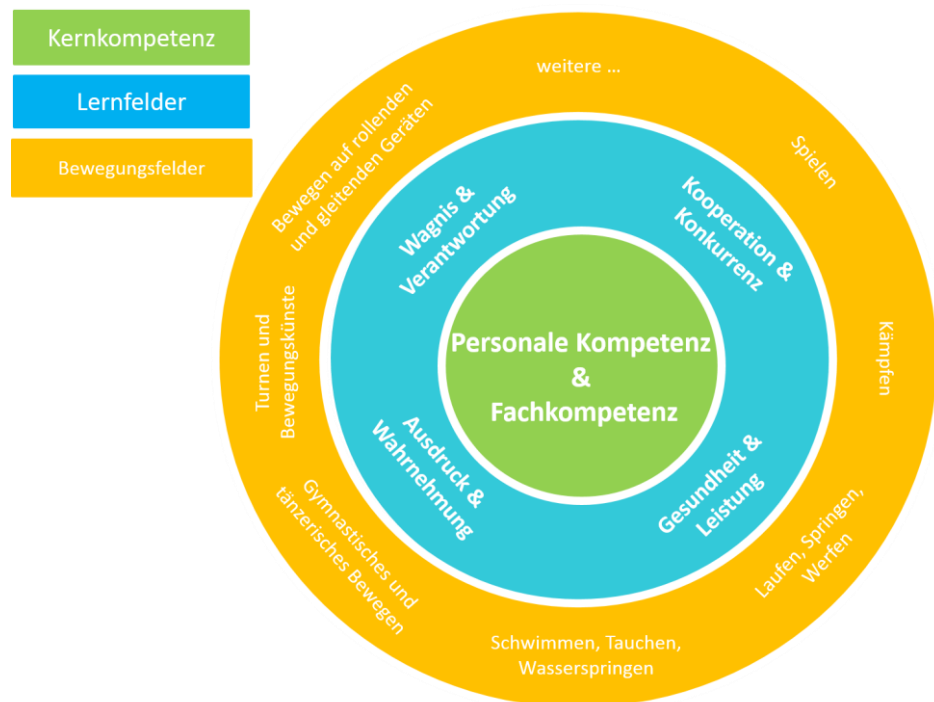 Kernkompetenz
Lernfelder
Bewegungsfelder
weitere ...
Spielen
Kämpfen
Laufen, Springen,
Werfen
Schwimmen, Tauchen,
Wasserspringen
Gymnastisches und
tänzerisches Bewegen
Turnen und
Bewegungskünste
Bewegen auf rollenden
und gleitenden Geräten
Wagnis &
Verantwortung
Kooperation &
Konkurrenz
Gesundheit &
Leistung
Ausdruck &
Wahrnehmung
Personale Kompetenz
&
Fachkompetenz